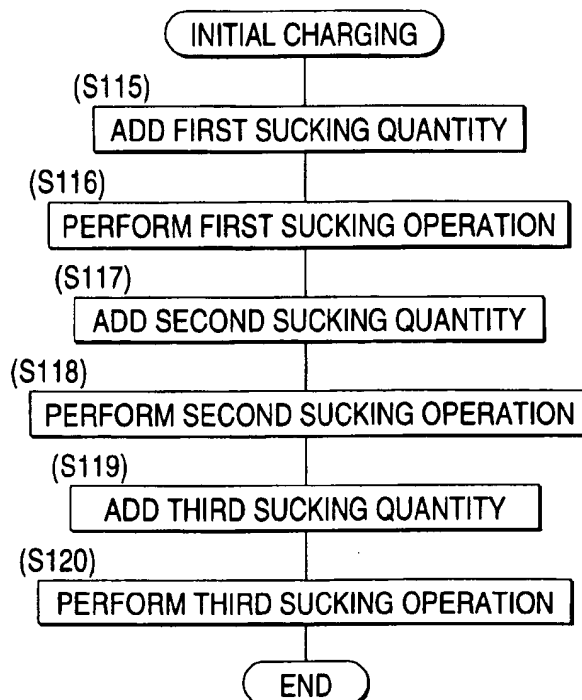 INITIAL CHARGING
(S115)
ADD FIRST SUCKING QUANTITY
(S116)
PERFORM FIRST SUCKING OPERATION
(S117)
ADD SECOND SUCKING QUANTITY
(S118)
PERFORM SECOND SUCKING OPERATION
(S119)
ADD THIRD SUCKING QUANTITY
(S120)
PERFORM THIRD SUCKING OPERATION
END